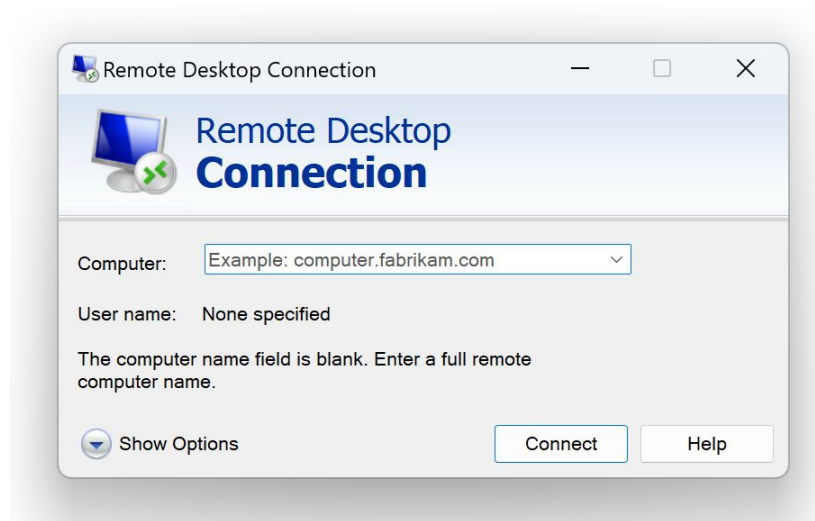 Remote Desktop Connection
Remote Desktop
Connection
Computer:
Example: computer.fabrikam.com
User name:
None specified
The computer name field is blank. Enter a full remote
computer name.
Show Options
Connect
Help